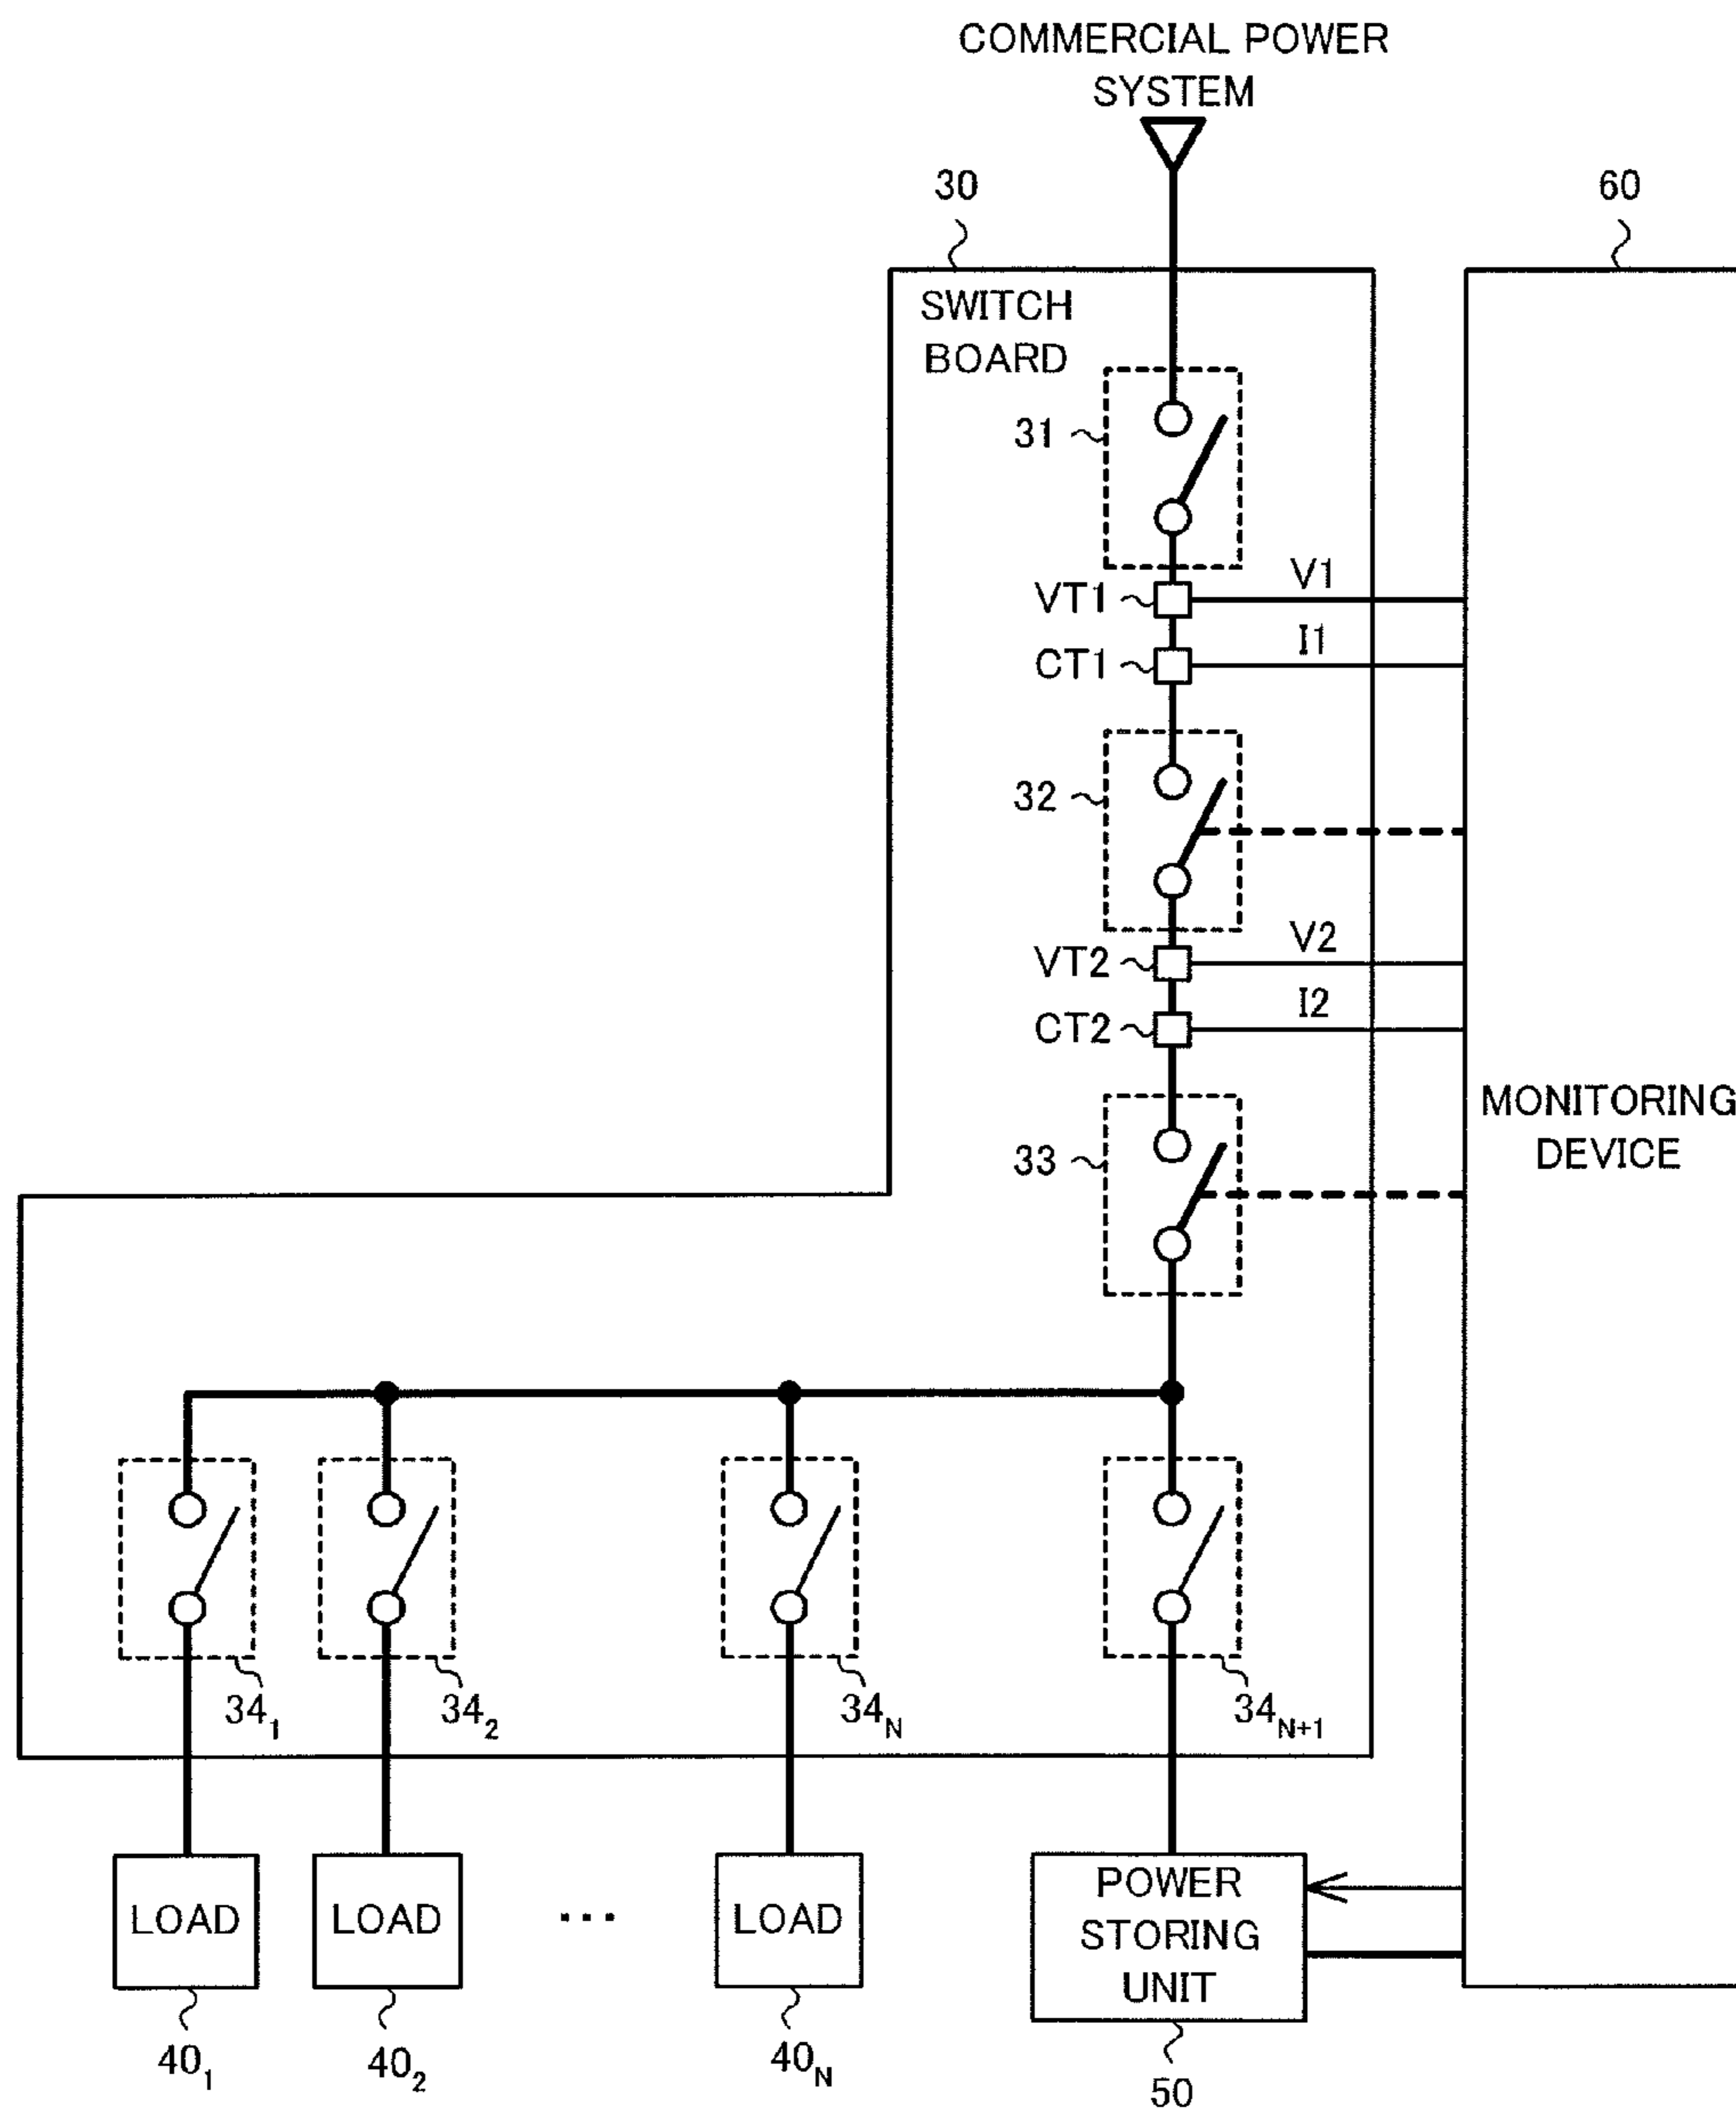 COMMERCIAL POWER
SYSTEM
30
60
SWITCH
BOARD
31
V1
VT1
I1
CT1
32
V2
VT2
I2
CT2
MONITORING
DEVICE
33
34₁
34₂
34N
34N+1
LOAD
LOAD
...
LOAD
POWER
STORING
UNIT
40₁
40₂
40N
50